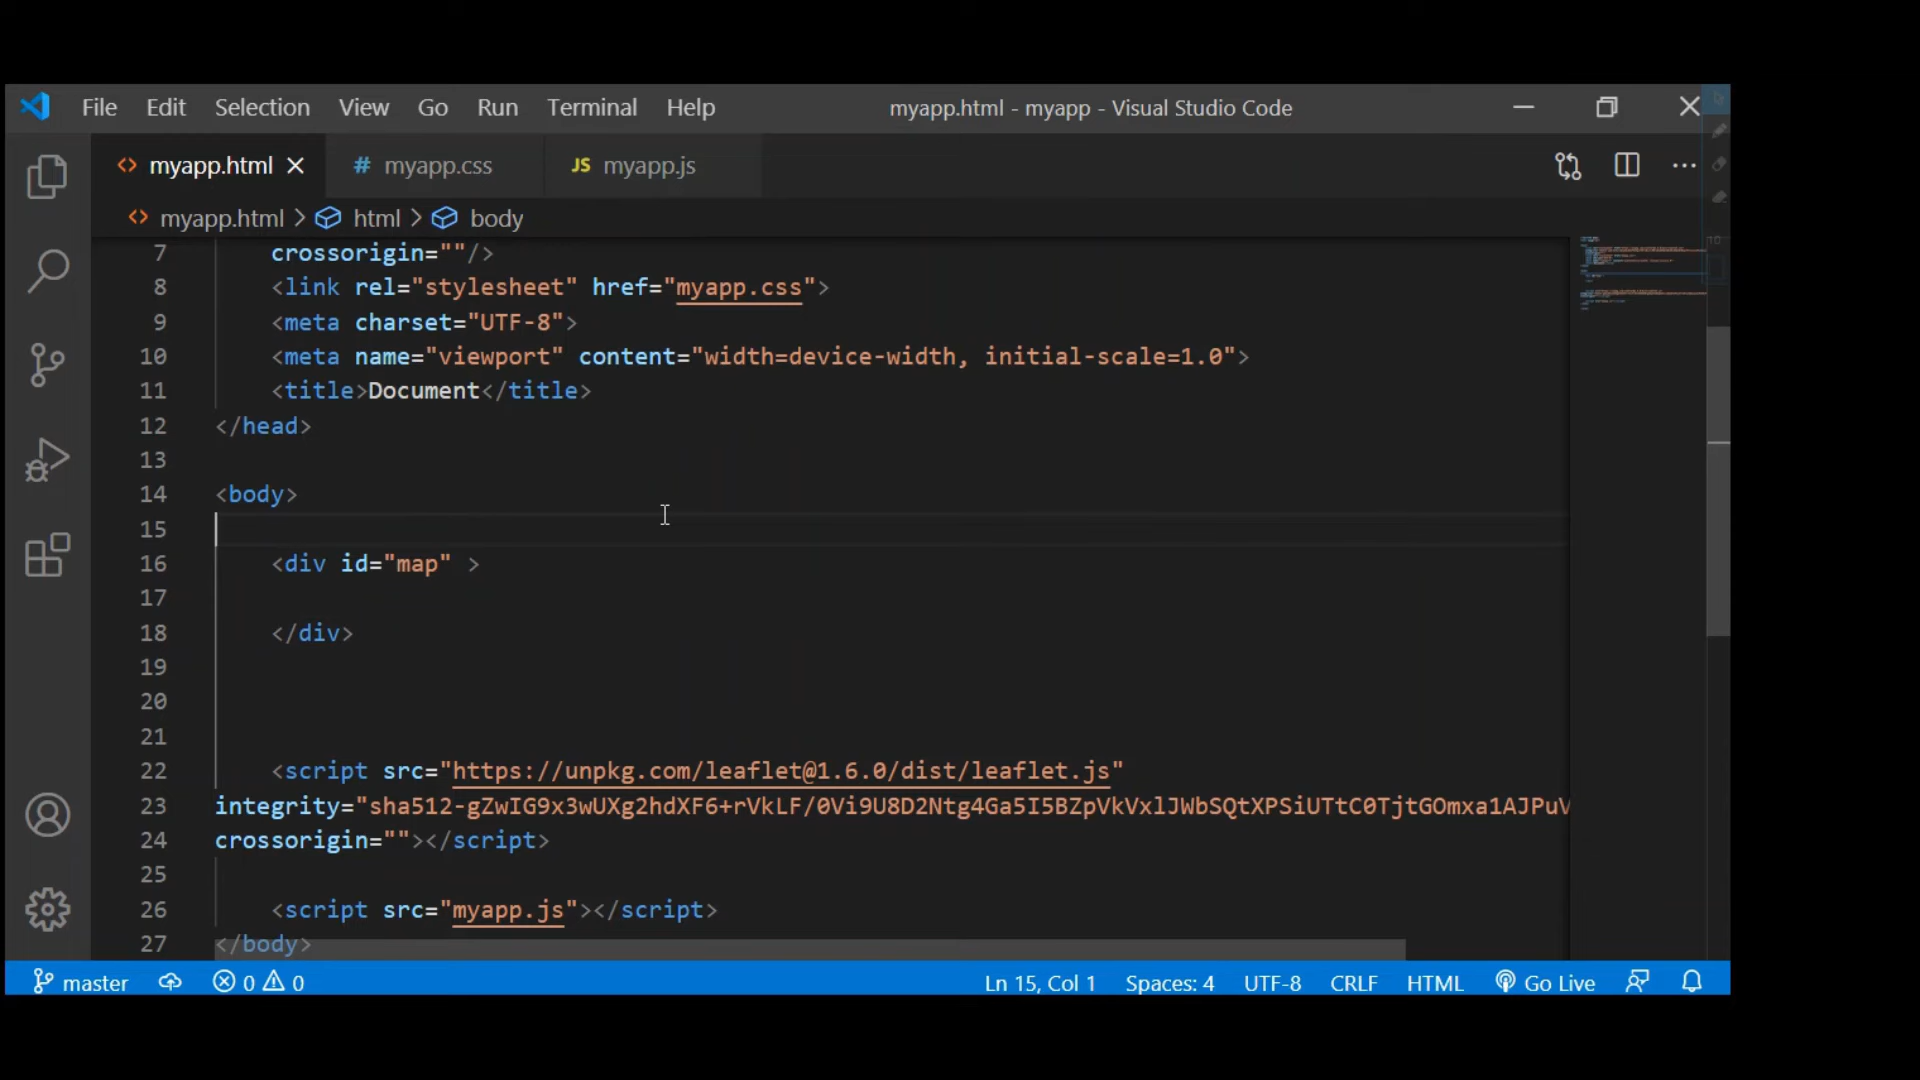 File Edit Selection View Go Run Terminal Help myapp.html - myapp - Visual Studio Code
myapp.html # myapp.css JS myapp.js
myapp.html > html > body
7 crossorigin=""/>
8 <link rel="stylesheet" href="myapp.css">
9 <meta charset="UTF-8">
10 <meta name="viewport" content="width=device-width, initial-scale=1.0">
11 <title>Document</title>
12 </head>
13
14 <body>
15
16 <div id="map" >
17
18 </div>
19
20
21
22 <script src="https://unpkg.com/leaflet@1.6.0/dist/leaflet.js"
23 integrity="sha512-gZwIG9x3wUXg2hdXF6+rVkLF/0Vi9U8D2Ntg4Ga5I5BZpVkVxlJWbSQtXPSiUTtC0TjtGOmxa1AJPuV
24 crossorigin=""></script>
25
26 <script src="myapp.js"></script>
27 </body>
master 0 0 Ln 15, Col 1 Spaces: 4 UTF-8 CRLF HTML Go Live